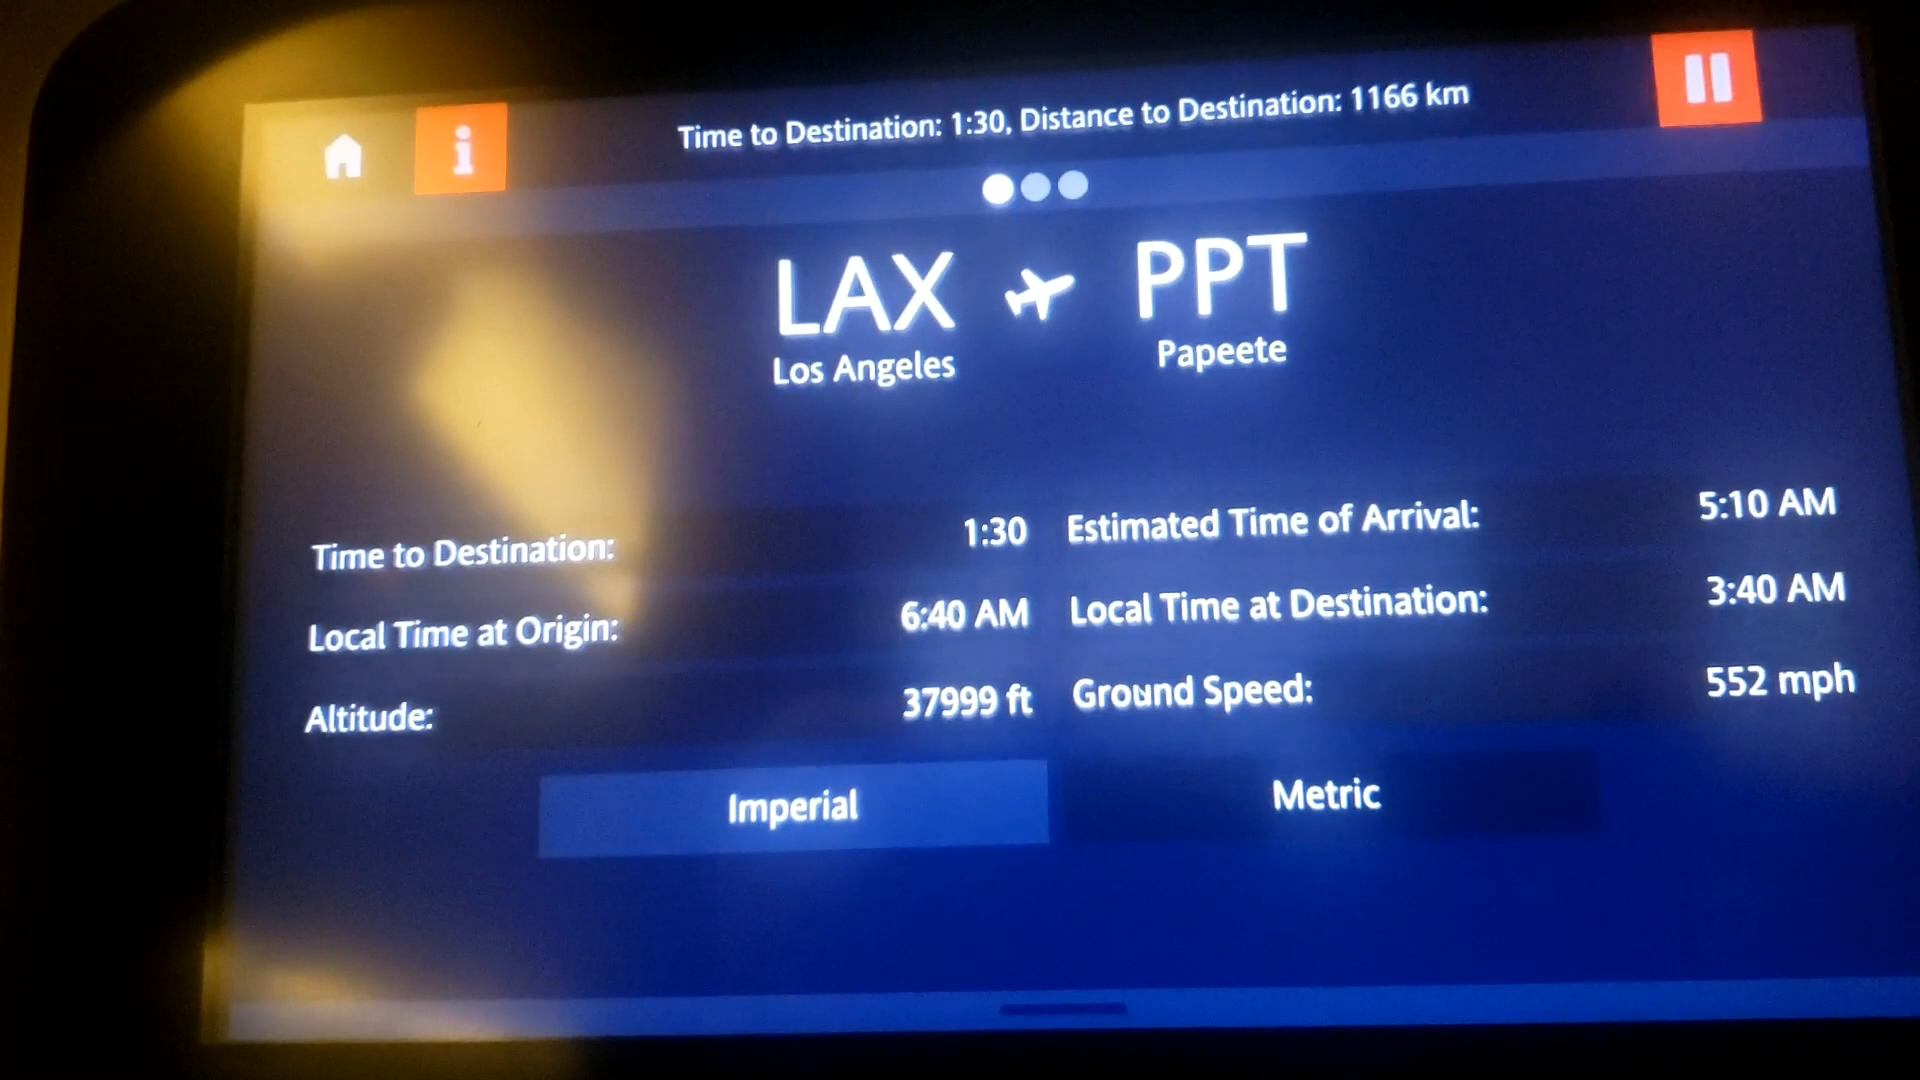 i
Time to Destination: 1:30, Distance to Destination: 1166 km
LAX PPT
Los Angeles Papeete
Time to Destination: 1:30 Estimated Time of Arrival: 5:10 AM
Local Time at Origin: 6:40 AM Local Time at Destination: 3:40 AM
Altitude: 37999 ft Ground Speed: 552 mph
Imperial Metric